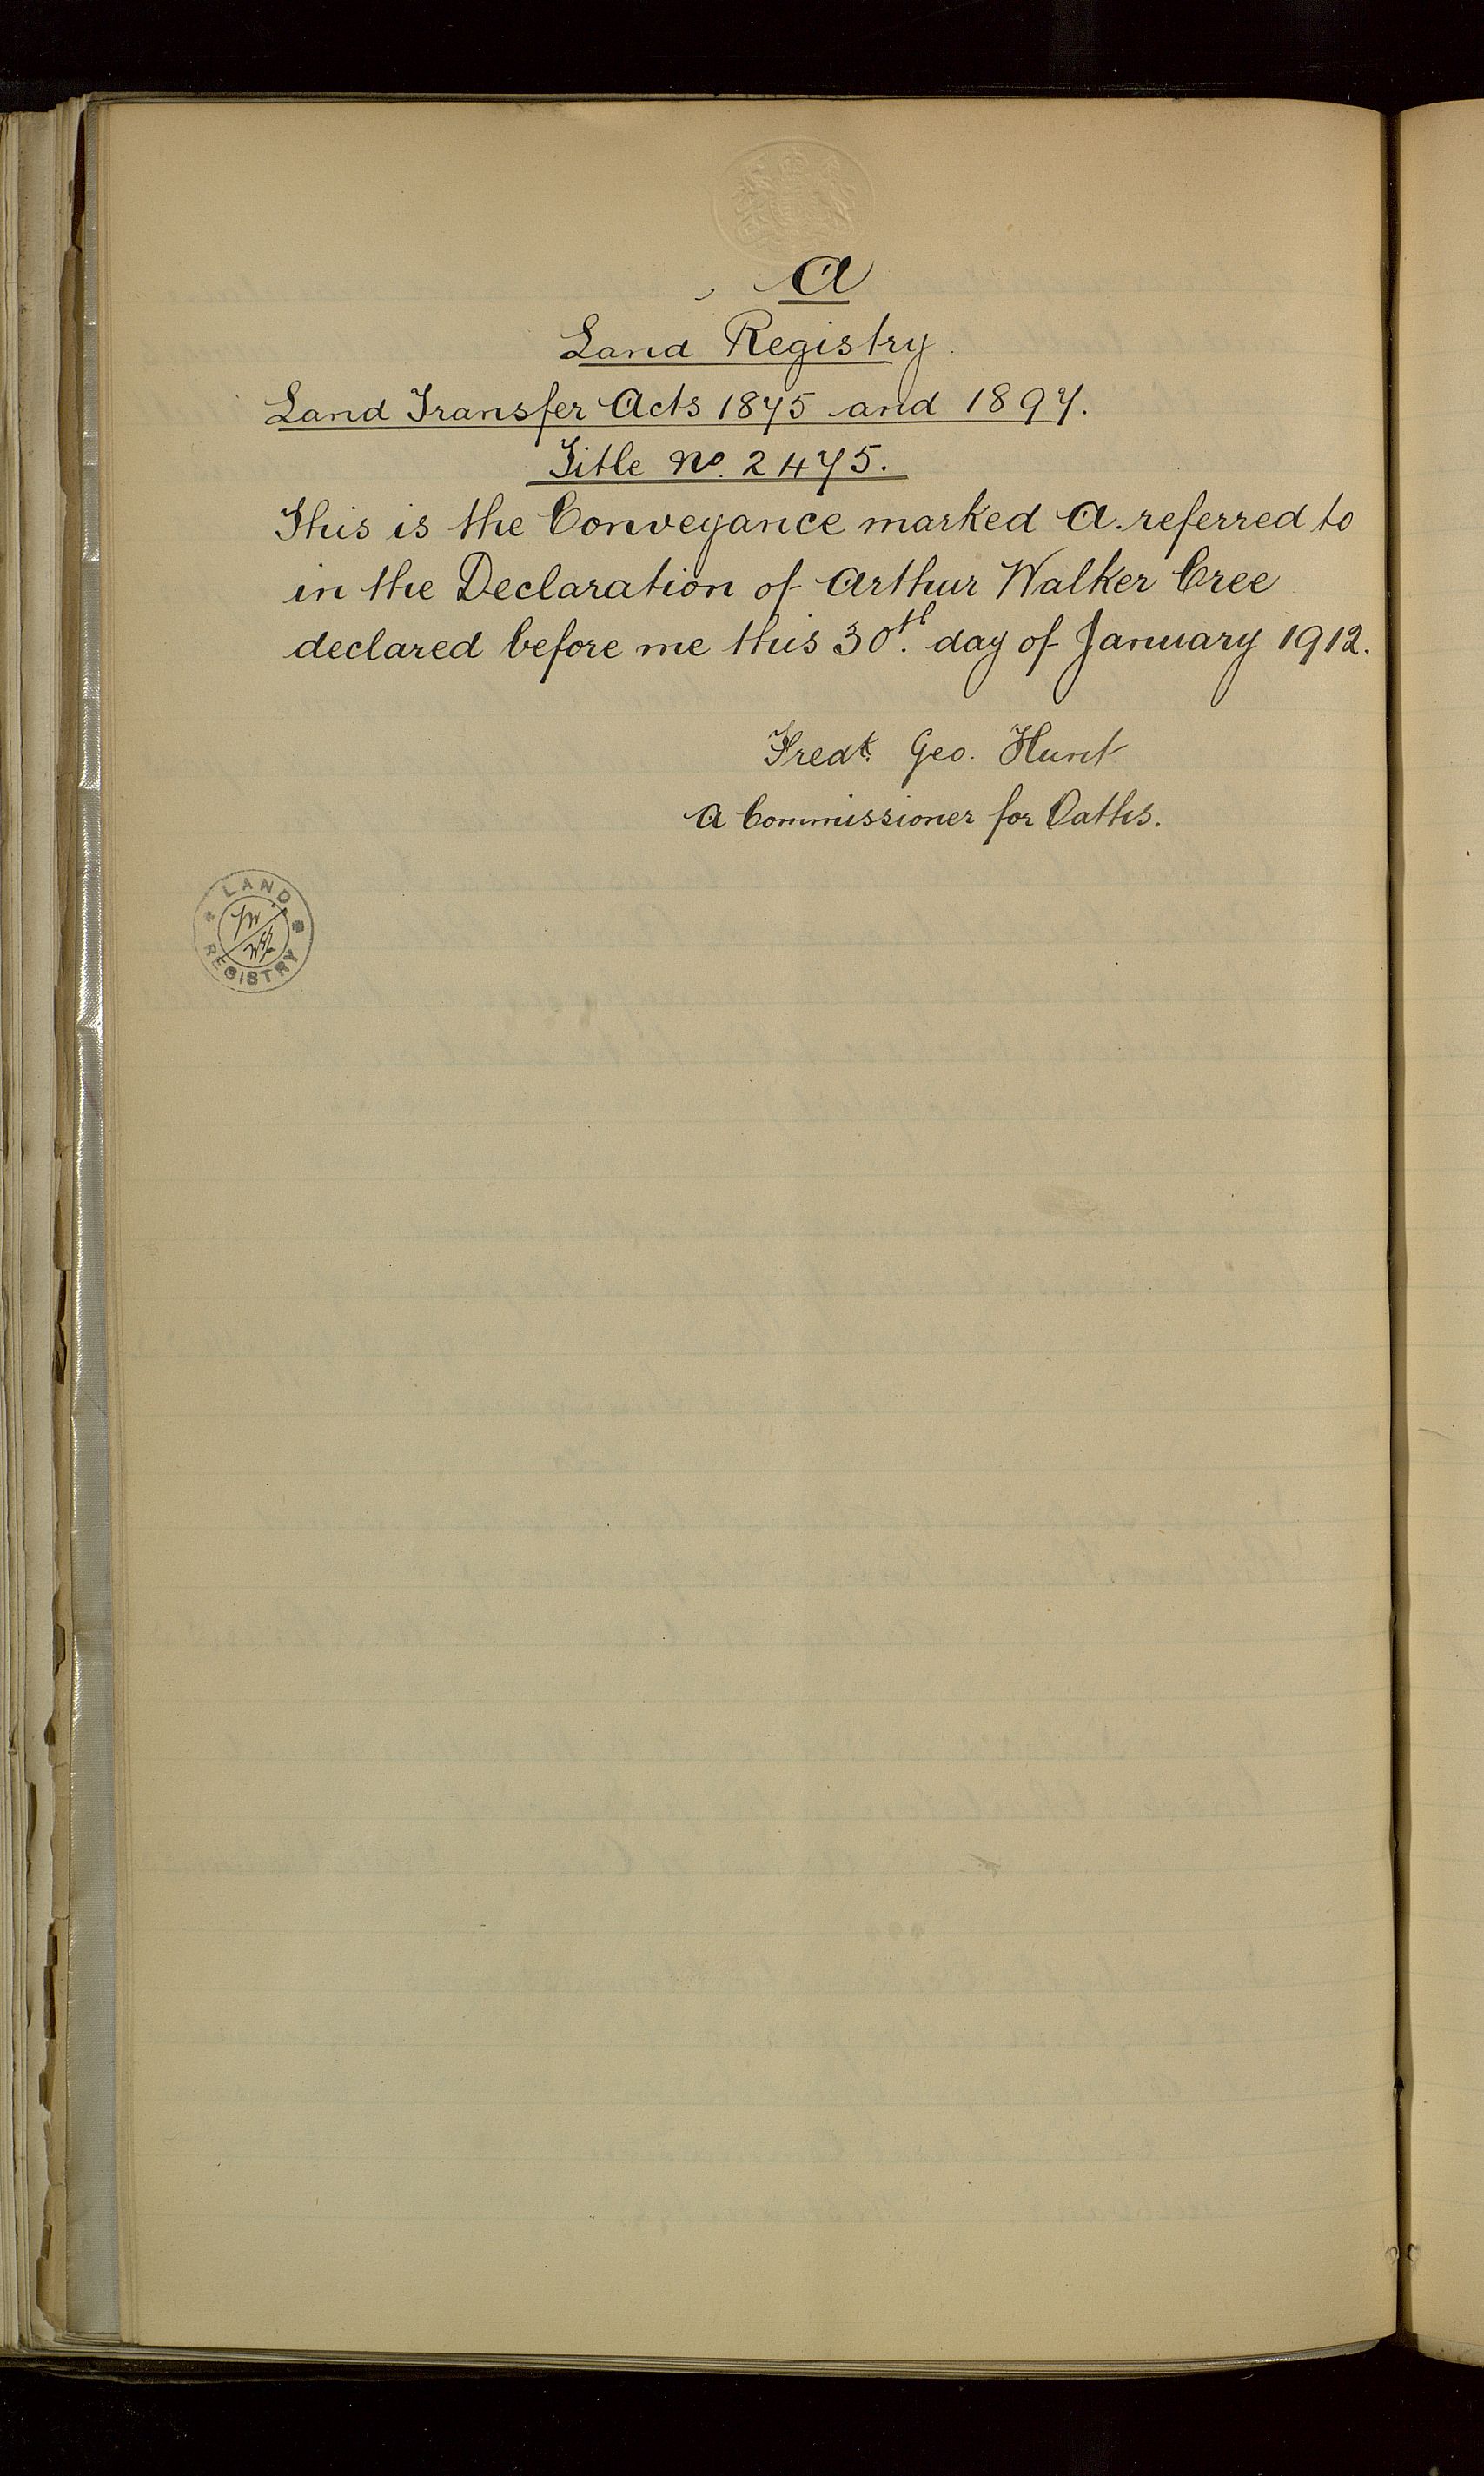 A
Land Registry.
Land Transfer Acts 1875 and 1897.
Title No. 2475.
This is the Conveyance marked A. referred to
in the Declaration of Arthur Walker Cree
declared before me this 30th. day of January 1912.
Fredk. Geo. Hunt
A Commissioner for Oaths.
LAND
REGISTRY